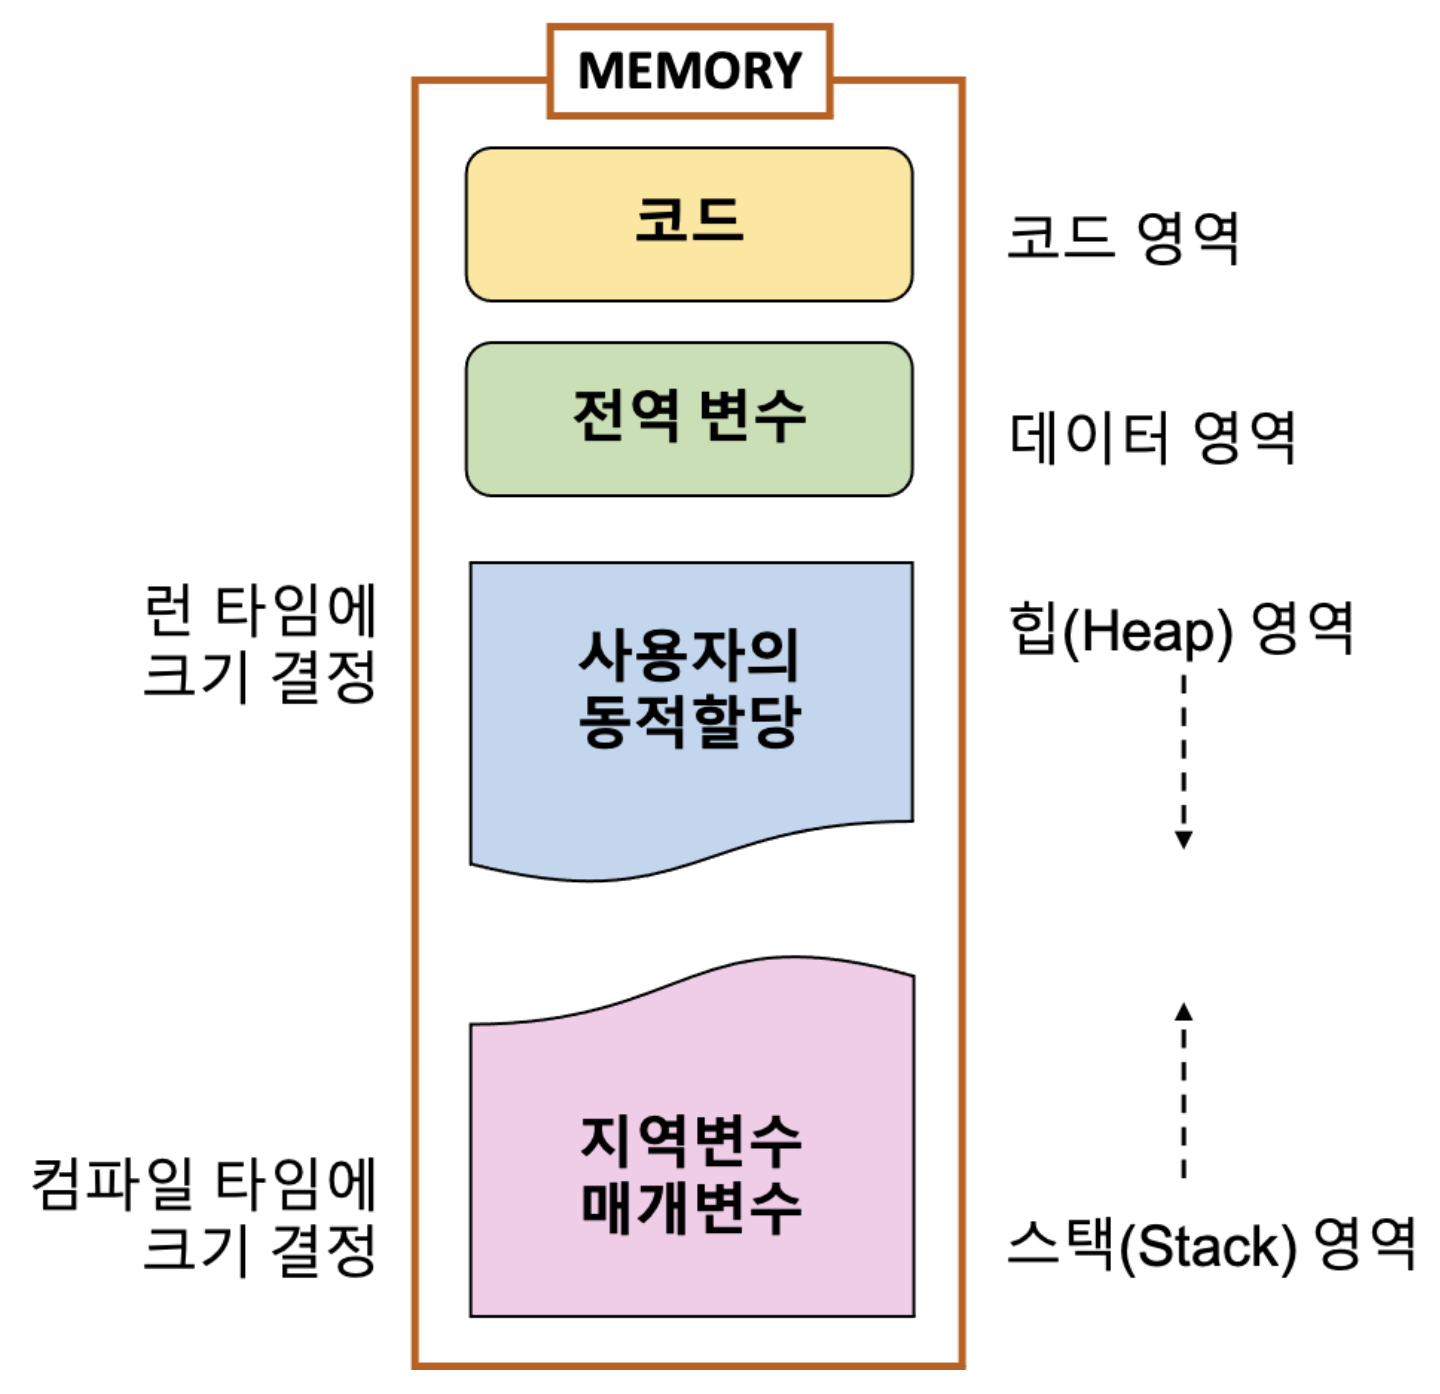 MEMORY
코드
코드 영역
전역 변수
데이터 영역
런 타임에
크기 결정
사용자의
동적할당
힙(Heap) 영역
컴파일 타임에
크기 결정
지역변수
매개변수
스택(Stack) 영역